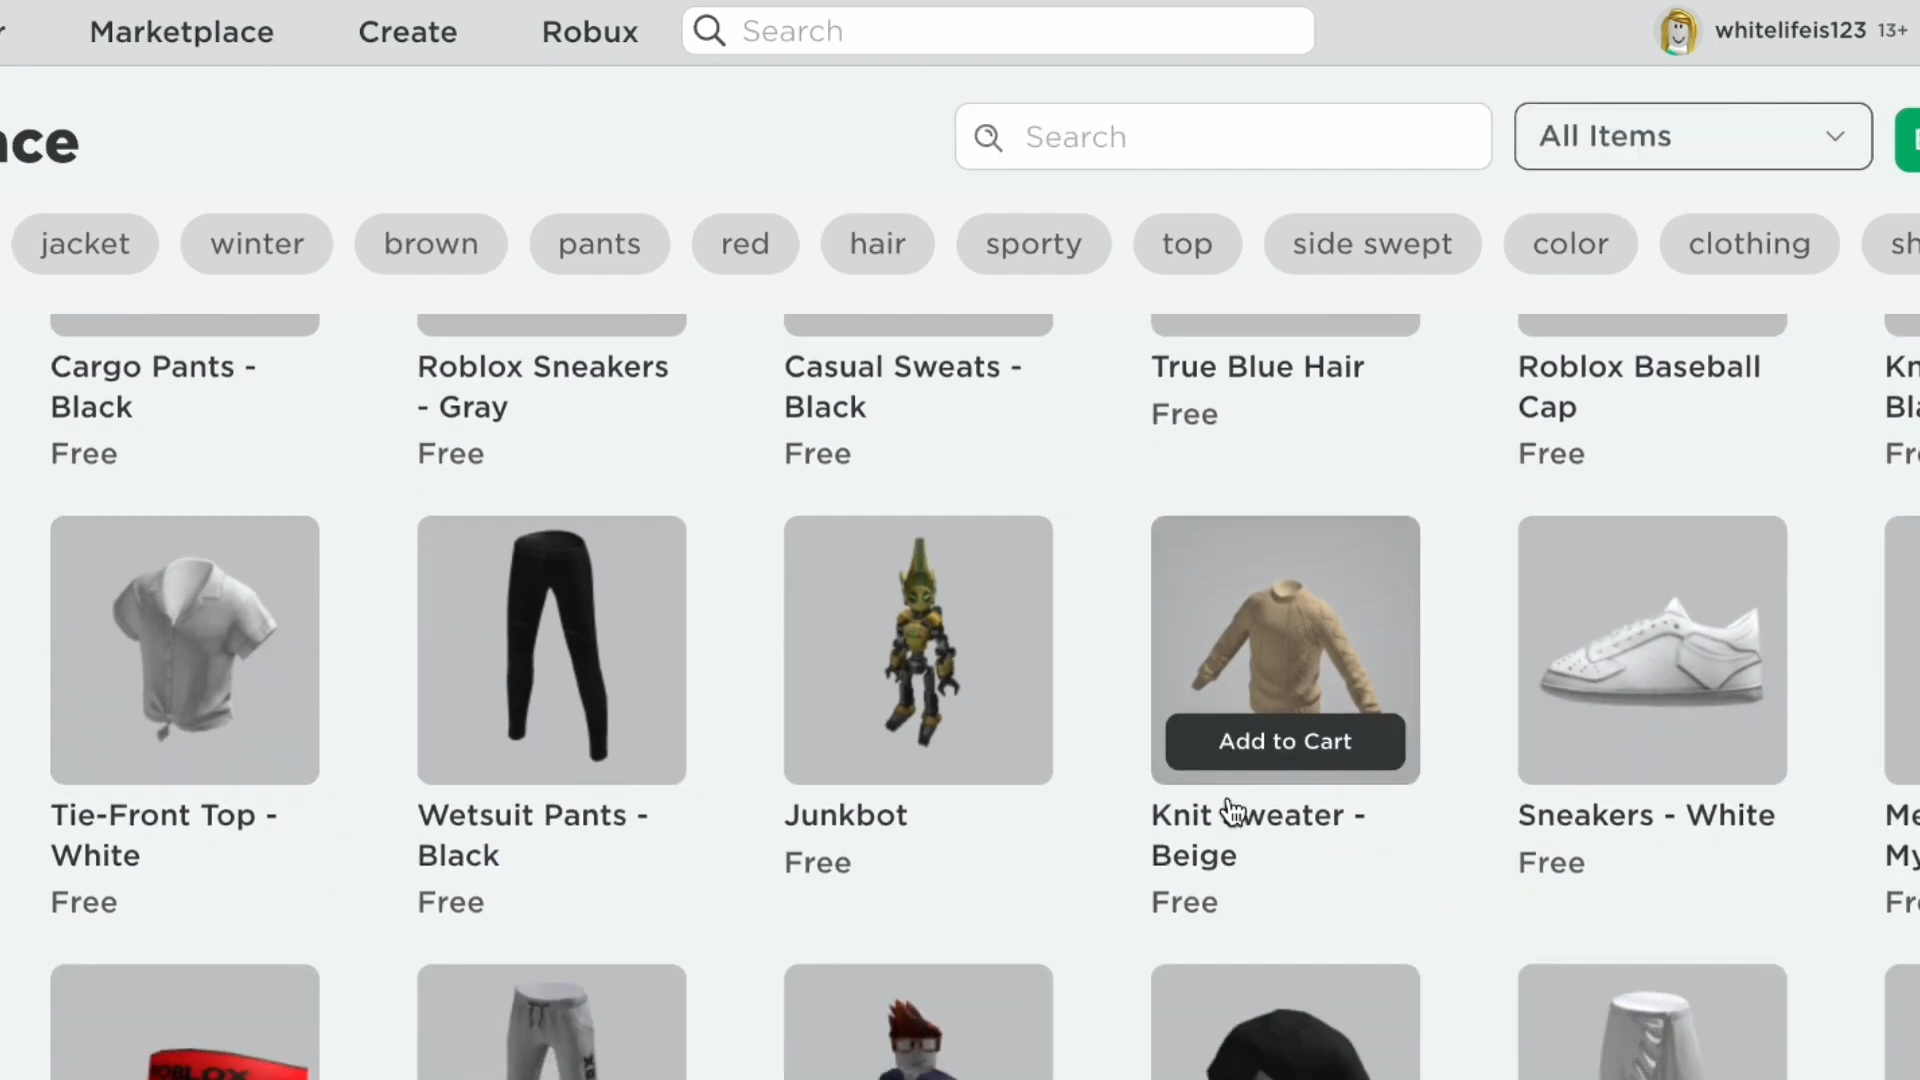 Marketplace Create Robux Search whitelifeis123 13+
Search All Items
jacket winter brown pants red hair sporty top side swept color clothing
Cargo Pants -
Black
Free
Roblox Sneakers
- Gray
Free
Casual Sweats -
Black
Free
True Blue Hair
Free
Roblox Baseball
Cap
Free
Add to Cart
Tie-Front Top -
White
Free
Wetsuit Pants -
Black
Free
Junkbot
Free
Knit Sweater -
Beige
Free
Sneakers - White
Free
ROBLOX